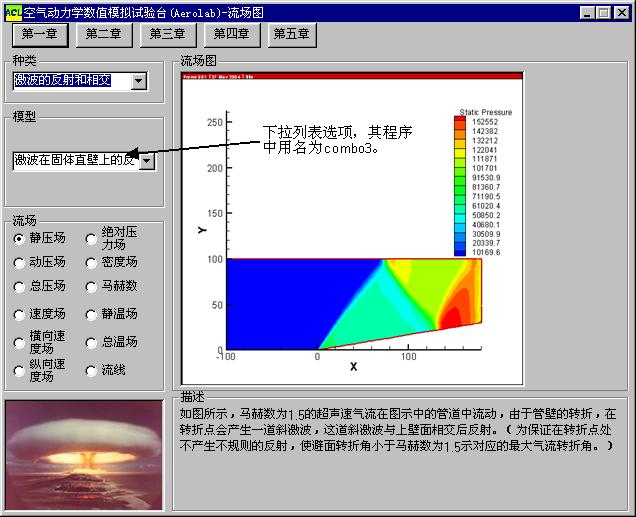 ACL 空气动力学数值模拟试验台(Aerolab)-流场图
第一章 第二章 第三章 第四章 第五章
种类
激波的反射和相交
模型
激波在固体直壁上的反
流场
静压场 绝对压力场
动压场 密度场
总压场 马赫数
速度场 静温场
横向速度场 总温场
纵向速度场 流线
流场图
Frame 001 | 27 May 2004 | title
下拉列表选项，其程序
中用名为combo3。
Static Pressure
152552
142382
132212
122041
111871
101701
91530.9
81360.7
71190.5
61020.4
50850.2
40680.1
30509.9
20339.7
10169.6
250
200
150
100
50
0
-100 0 100
Y
X
描述
如图所示，马赫数为1.5的超声速气流在图示中的管道中流动，由于管壁的转折，在
转折点会产生一道斜激波，这道斜激波与上壁面相交后反射。（为保证在转折点处
不产生不规则的反射，使避面转折角小于马赫数为1.5示对应的最大气流转折角。）